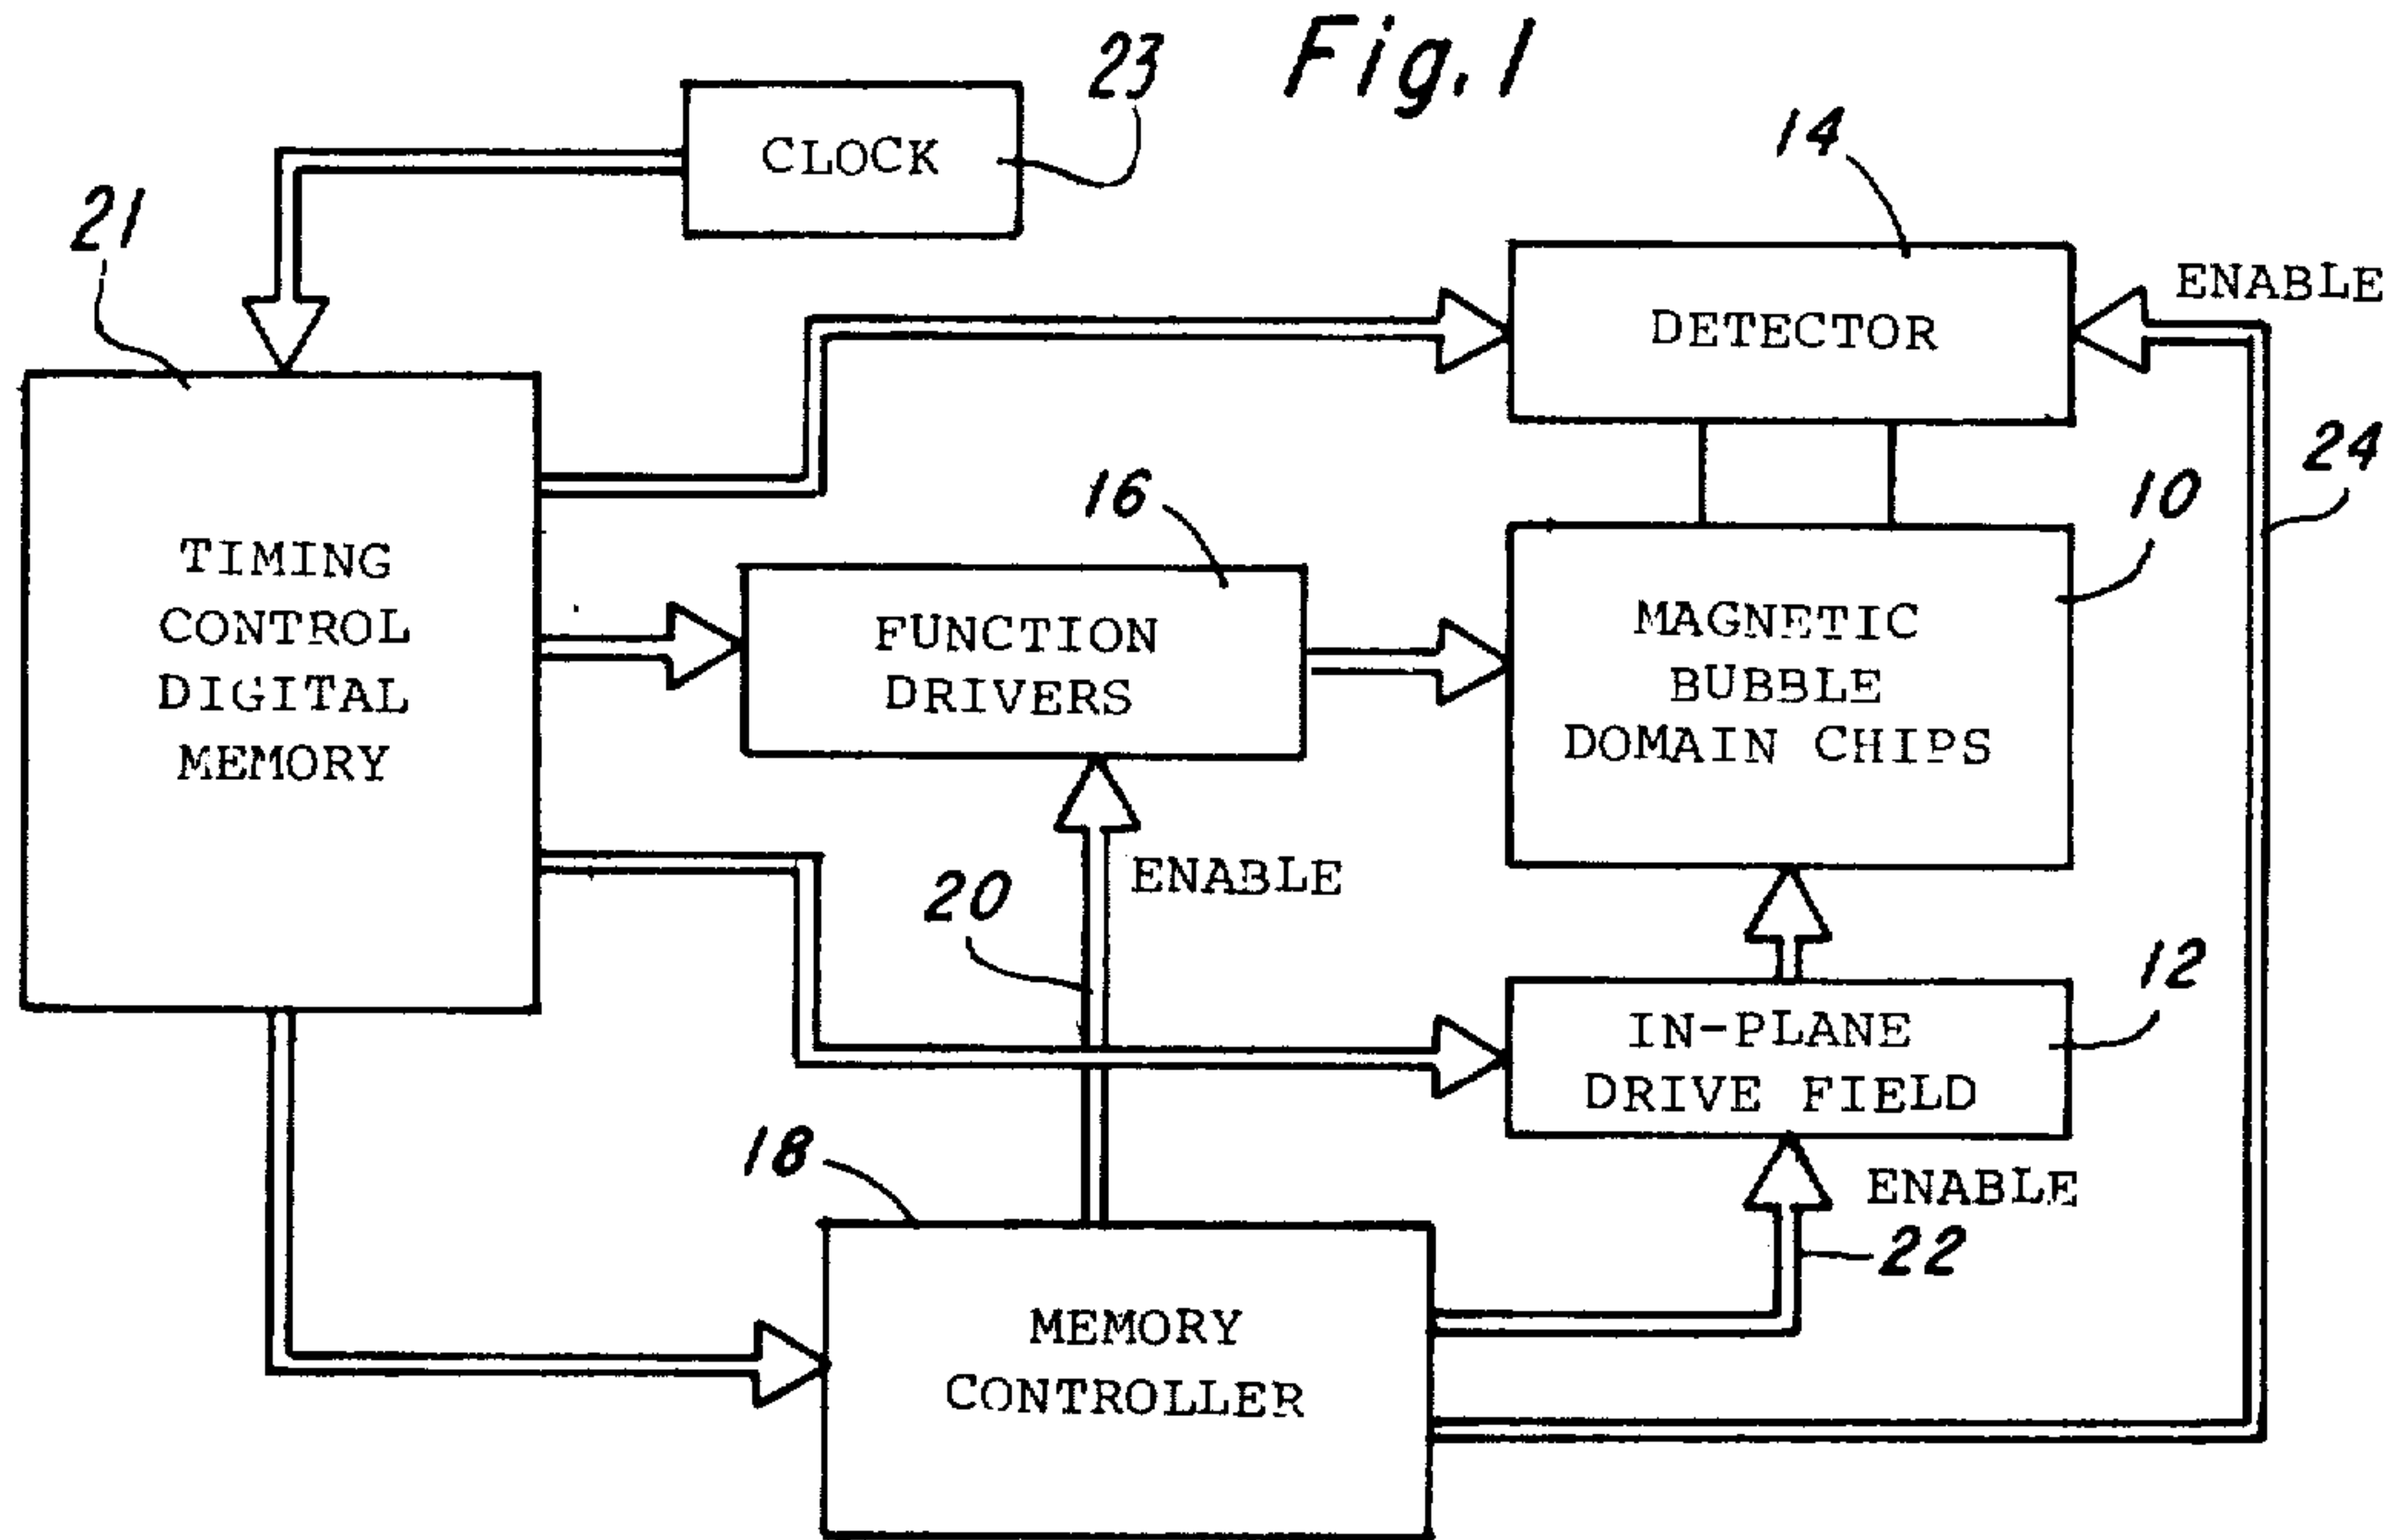 Fig. 1
23
CLOCK
14
21
ENABLE
DETECTOR
24
16
10
TIMING
CONTROL
DIGITAL
MEMORY
FUNCTION
DRIVERS
MAGNETIC
BUBBLE
DOMAIN CHIPS
20
ENABLE
12
IN-PLANE
DRIVE FIELD
18
ENABLE
22
MEMORY
CONTROLLER